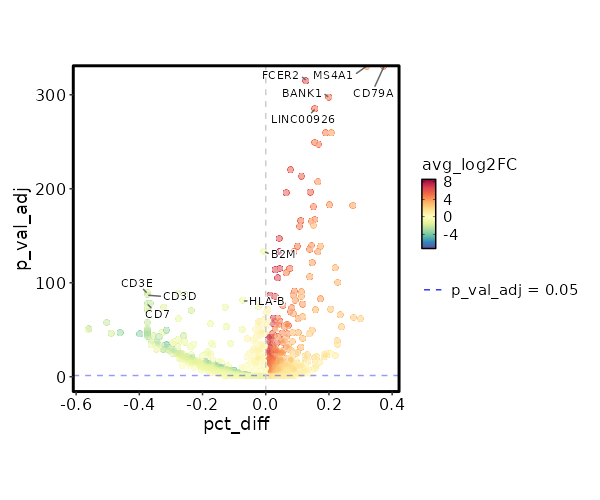 FCER2
MS4A1
BANK1
CD79A
LINC00926
B2M
CD3E
CD3D
HLA-B
CD7
300
200
100
0
p_val_adj
-0.6
-0.4
-0.2
0.0
0.2
0.4
pct_diff
avg_log2FC
8
4
0
-4
p_val_adj = 0.05